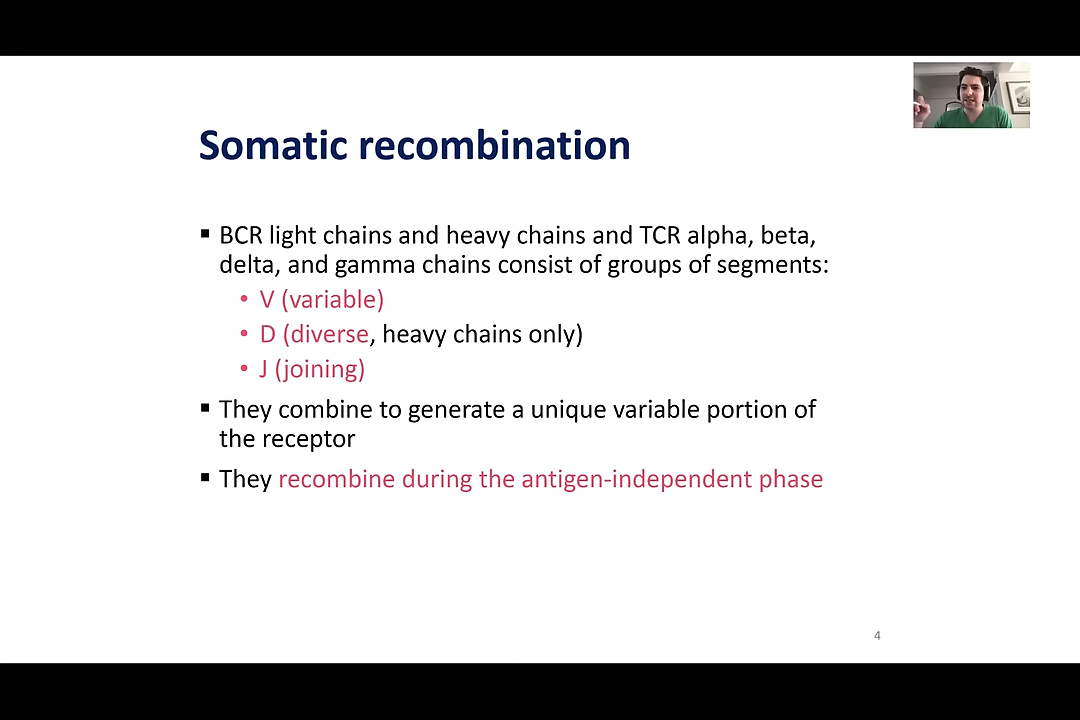 Somatic recombination
▪ BCR light chains and heavy chains and TCR alpha, beta,
delta, and gamma chains consist of groups of segments:
• V (variable)
• D (diverse, heavy chains only)
• J (joining)
▪ They combine to generate a unique variable portion of
the receptor
▪ They recombine during the antigen-independent phase
4